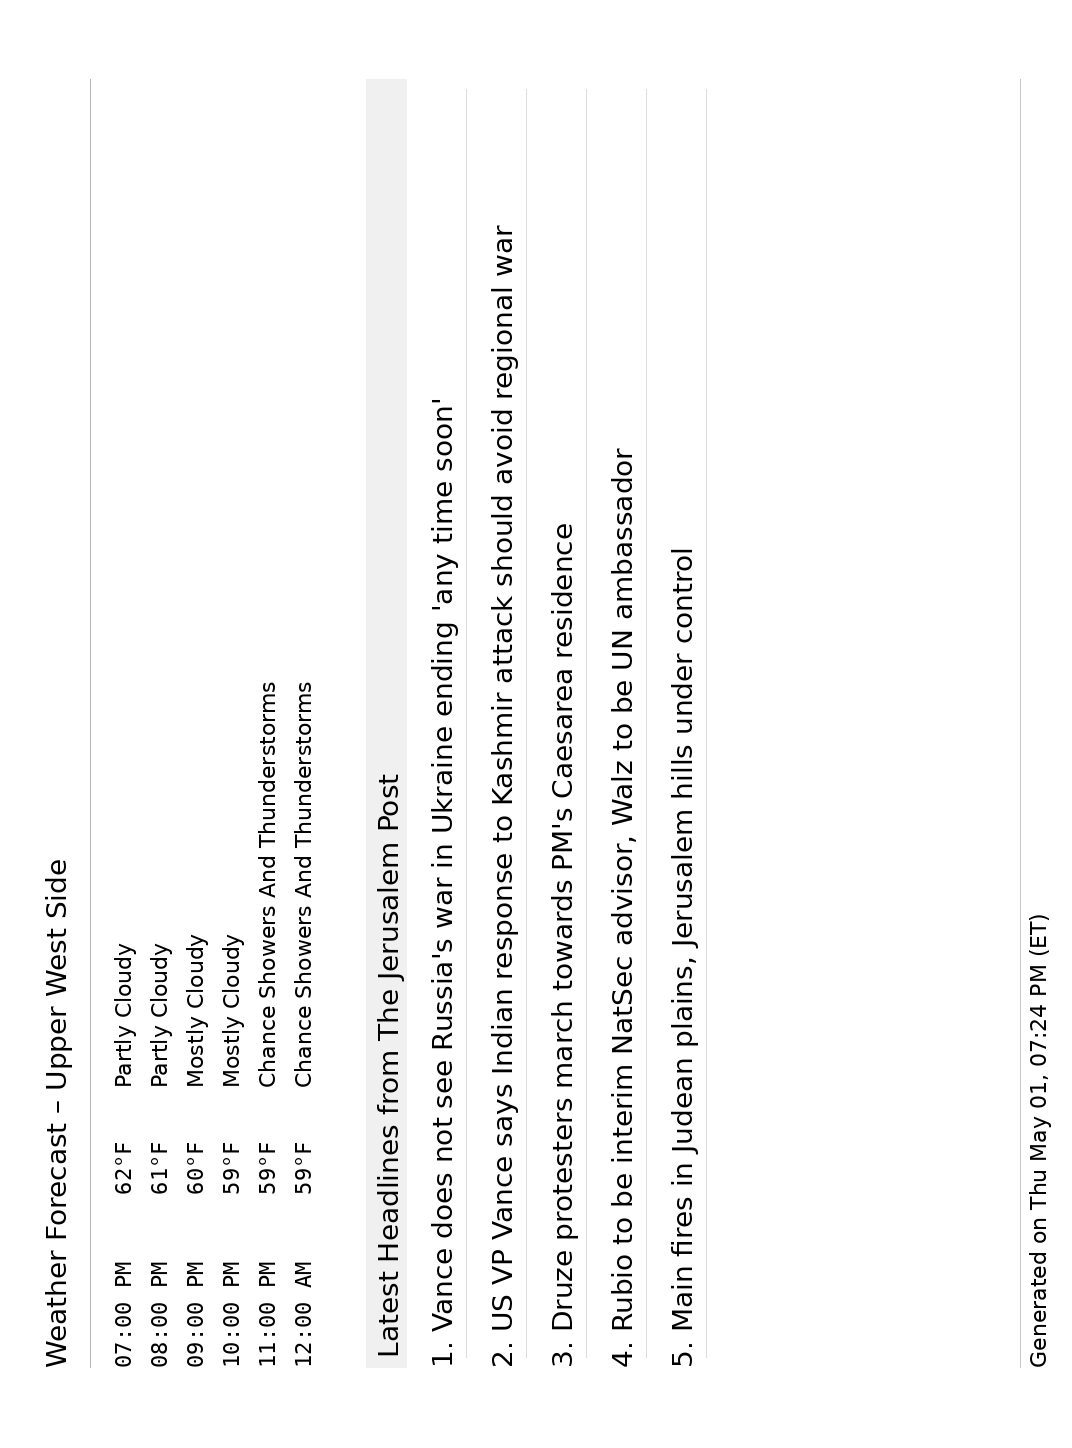 Weather Forecast – Upper West Side
07:00 PM 62°F Partly Cloudy
08:00 PM 61°F Partly Cloudy
09:00 PM 60°F Mostly Cloudy
10:00 PM 59°F Mostly Cloudy
11:00 PM 59°F Chance Showers And Thunderstorms
12:00 AM 59°F Chance Showers And Thunderstorms
Latest Headlines from The Jerusalem Post
1. Vance does not see Russia's war in Ukraine ending 'any time soon'
2. US VP Vance says Indian response to Kashmir attack should avoid regional war
3. Druze protesters march towards PM's Caesarea residence
4. Rubio to be interim NatSec advisor, Walz to be UN ambassador
5. Main fires in Judean plains, Jerusalem hills under control
Generated on Thu May 01, 07:24 PM (ET)